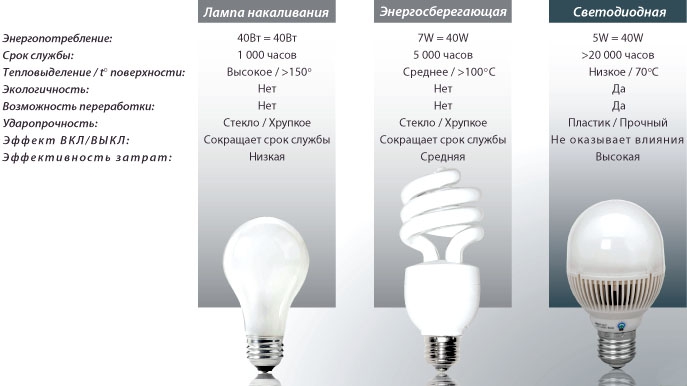 Лампа накаливания Энергосберегающая Светодиодная
Энергопотребление: 40Вт = 40Вт 7W = 40W 5W = 40W
Срок службы: 1 000 часов 5 000 часов >20 000 часов
Тепловыделение / t° поверхности: Высокое / >150° Среднее / >100°C Низкое / 70°C
Экологичность: Нет Нет Да
Возможность переработки: Нет Нет Да
Ударопрочность: Стекло / Хрупкое Стекло / Хрупкое Пластик / Прочный
Эффект ВКЛ/ВЫКЛ: Сокращает срок службы Сокращает срок службы Не оказывает влияния
Эффективность затрат: Низкая Средняя Высокая